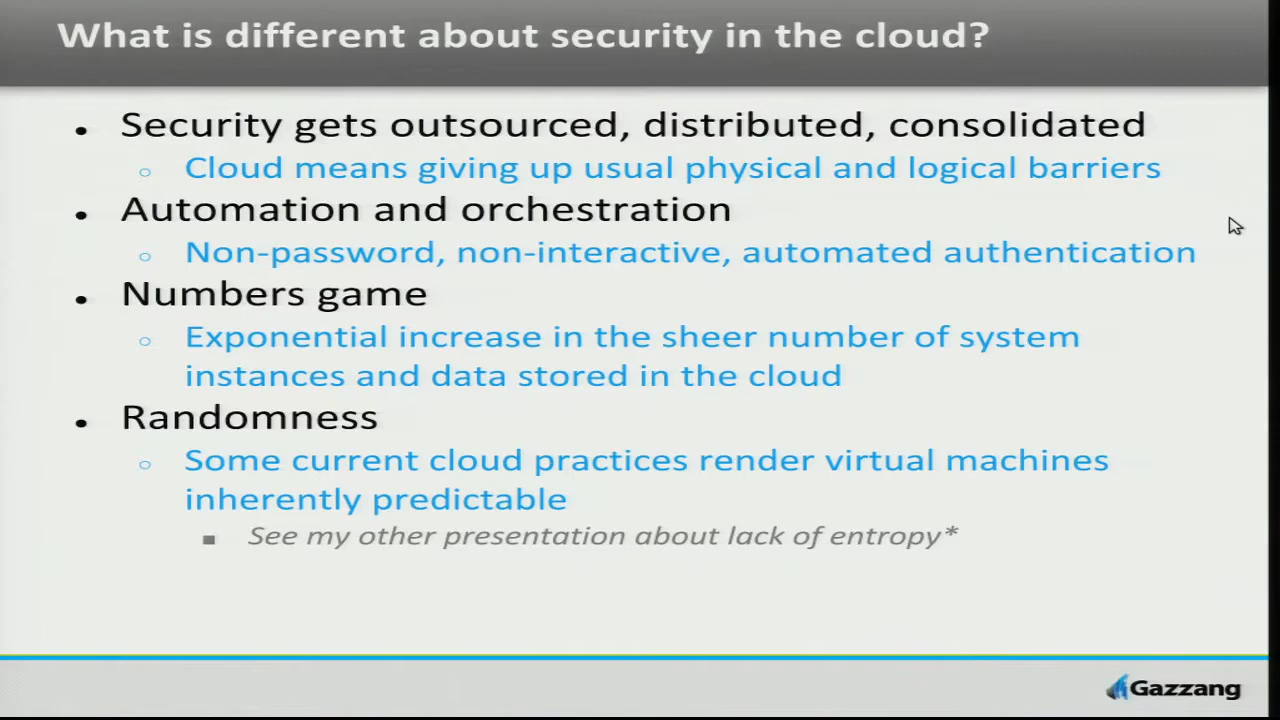 What is different about security in the cloud?
• Security gets outsourced, distributed, consolidated
○ Cloud means giving up usual physical and logical barriers
• Automation and orchestration
○ Non-password, non-interactive, automated authentication
• Numbers game
○ Exponential increase in the sheer number of system
instances and data stored in the cloud
• Randomness
○ Some current cloud practices render virtual machines
inherently predictable
■ See my other presentation about lack of entropy*
Gazzang